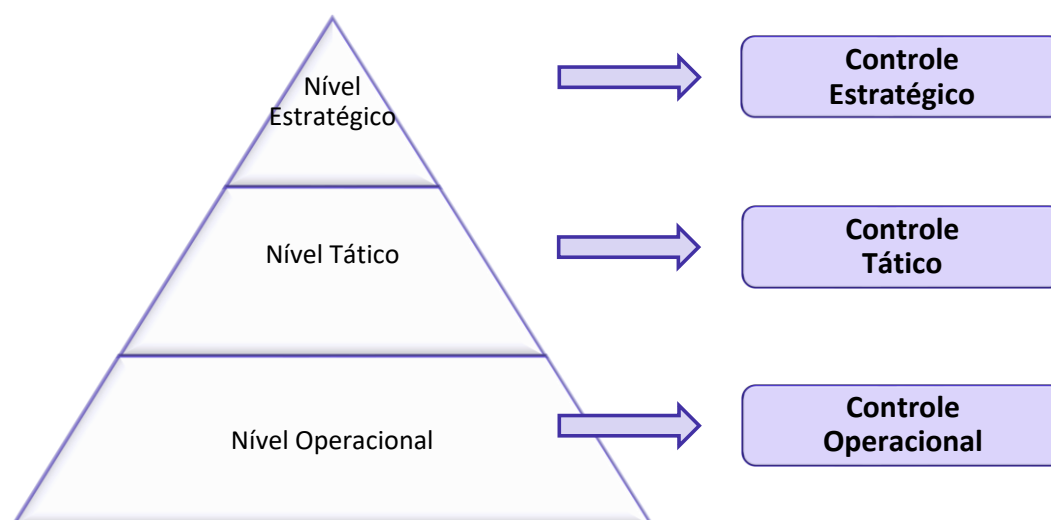 Nível
Estratégico
Controle
Estratégico
Nível Tático
Controle
Tático
Nível Operacional
Controle
Operacional